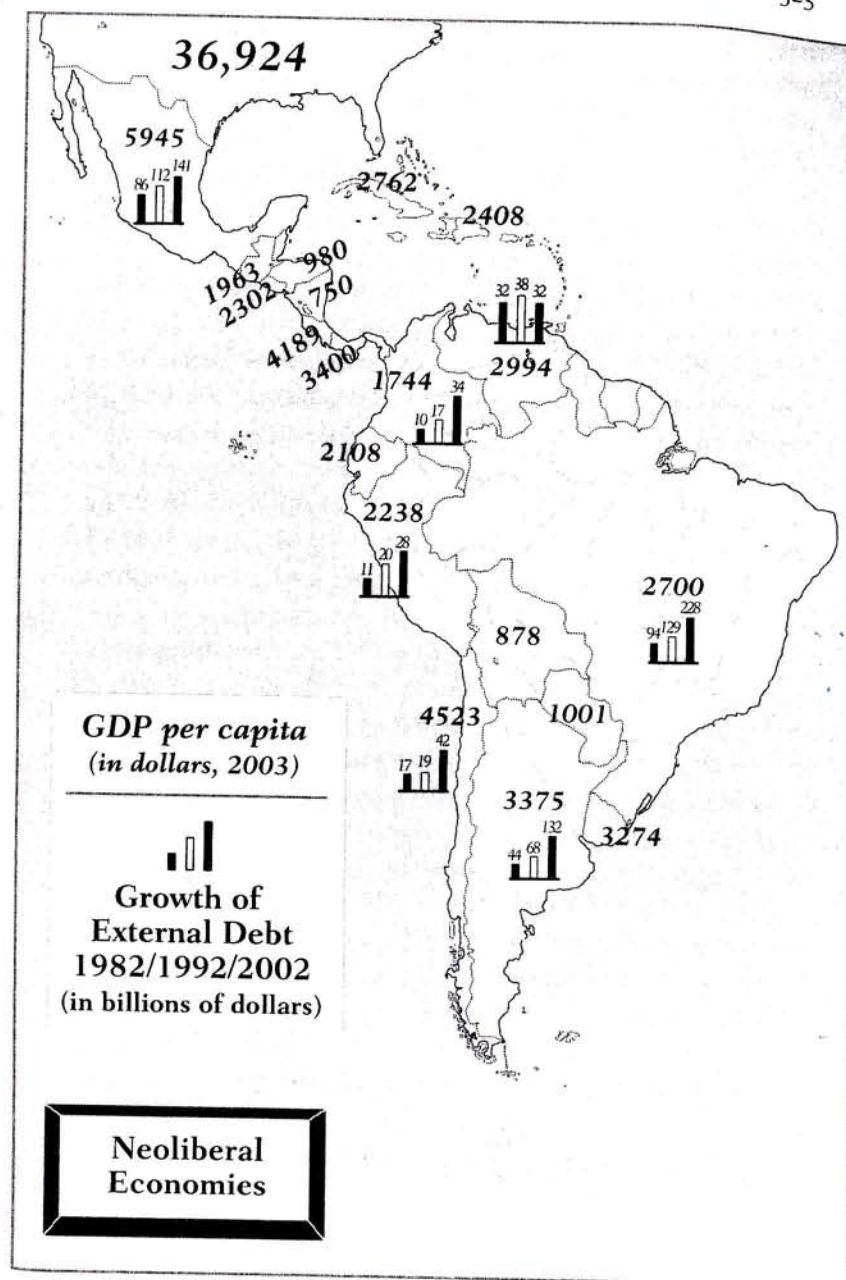 36,924
5945
86 112 141
2762
2408
980
1963
750
2302
4189
3400
32 38 32
2994
1744
10 17 34
2108
2238
11 20 28
2700
94 129 228
878
4523
1001
17 19 42
3375
44 68 132
3274
GDP per capita
(in dollars, 2003)
Growth of
External Debt
1982/1992/2002
(in billions of dollars)
Neoliberal
Economies